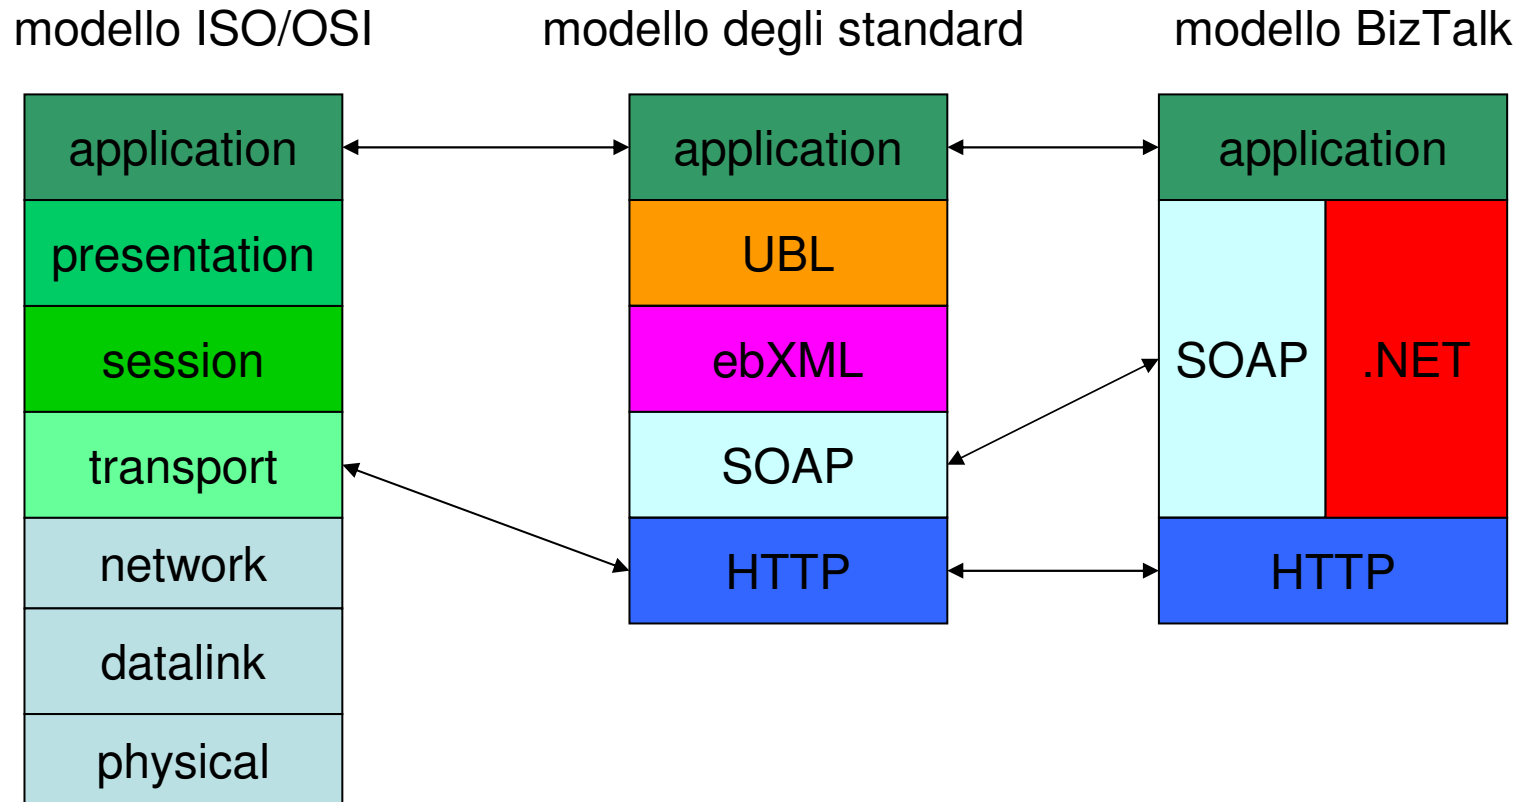 modello ISO/OSI
modello degli standard
modello BizTalk
application
application
application
presentation
UBL
session
ebXML
SOAP
.NET
transport
SOAP
network
HTTP
HTTP
datalink
physical